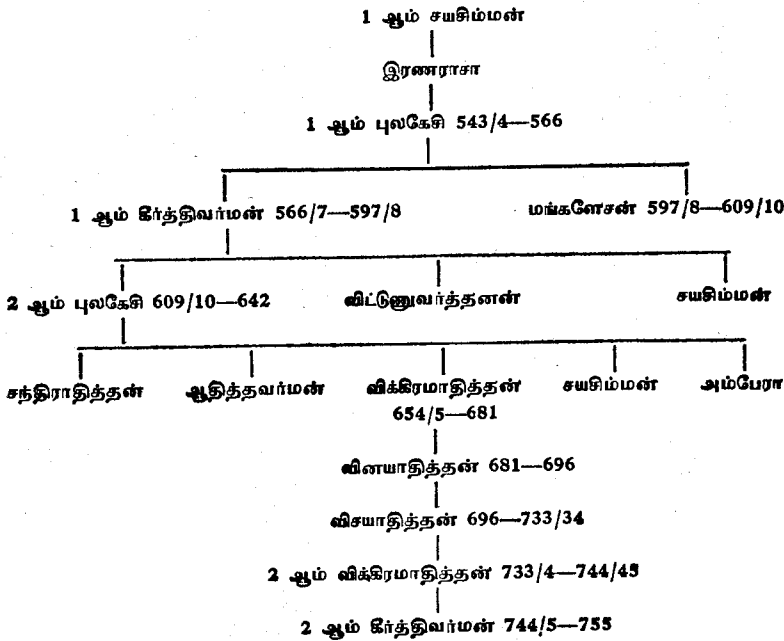 1 ஆம் சயசிம்மன்
இரணராசா
1 ஆம் புலகேசி 543/4—566
1 ஆம் கீர்த்திவர்மன் 566/7—597/8 மங்களேசன் 597/8—609/10
2 ஆம் புலகேசி 609/10—642 விட்டுணுவர்த்தனன் சயசிம்மன்
சந்திராதித்தன் ஆதித்தவர்மன் விக்கிரமாதித்தன் சயசிம்மன் அம்பேரா
654/5—681
வினயாதித்தன் 681—696
விசயாதித்தன் 696—733/34
2 ஆம் விக்கிரமாதித்தன் 733/4—744/45
2 ஆம் கீர்த்திவர்மன் 744/5—755